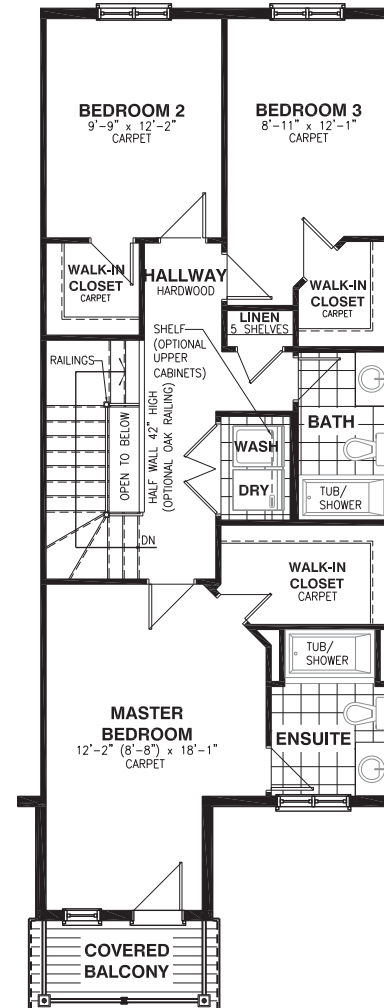 BEDROOM 2
9'-9" x 12'-2"
CARPET
BEDROOM 3
8'-11" x 12'-1"
CARPET
WALK-IN
CLOSET
CARPET
HALLWAY
HARDWOOD
WALK-IN
CLOSET
CARPET
LINEN
5 SHELVES
SHELF
(OPTIONAL
UPPER
CABINETS)
RAILINGS
OPEN TO BELOW
HALF WALL 42" HIGH
(OPTIONAL OAK RAILING)
DN
WASH
DRY
BATH
TUB/
SHOWER
WALK-IN
CLOSET
CARPET
TUB/
SHOWER
MASTER
BEDROOM
12'-2" (8'-8") x 18'-1"
CARPET
ENSUITE
COVERED
BALCONY